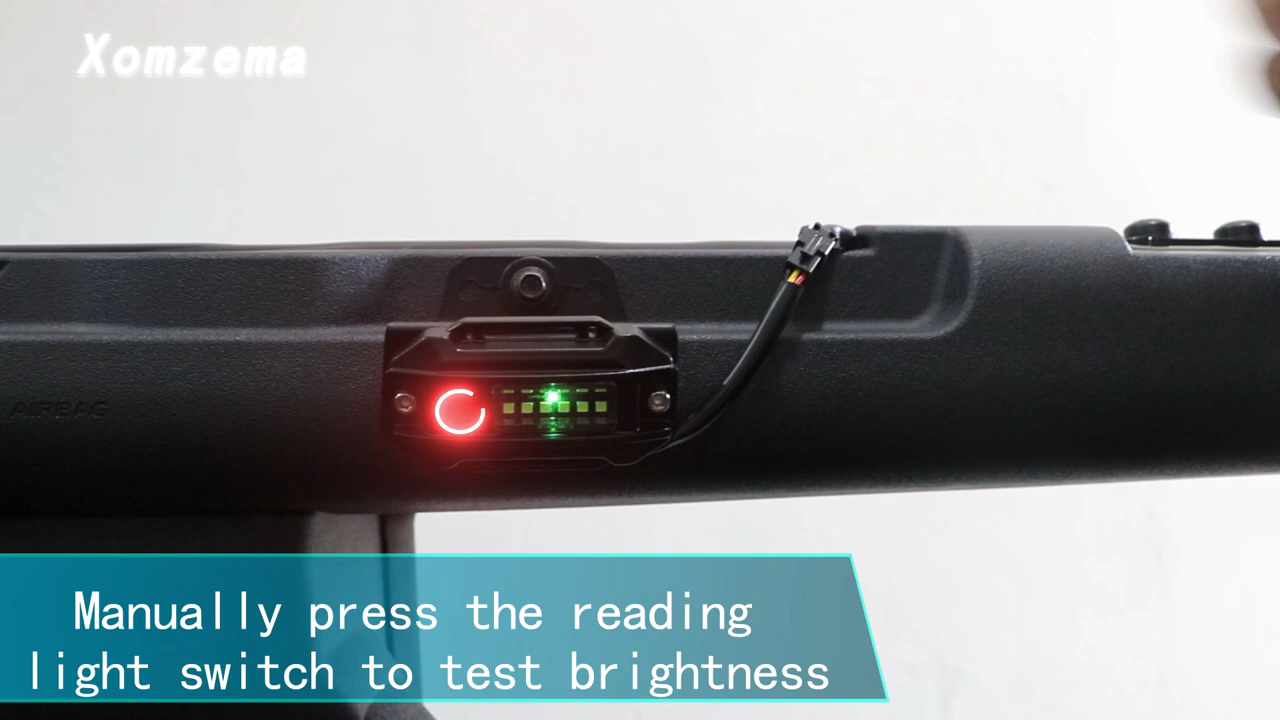 Xomzema
AIRBAG
Manually press the reading
light switch to test brightness